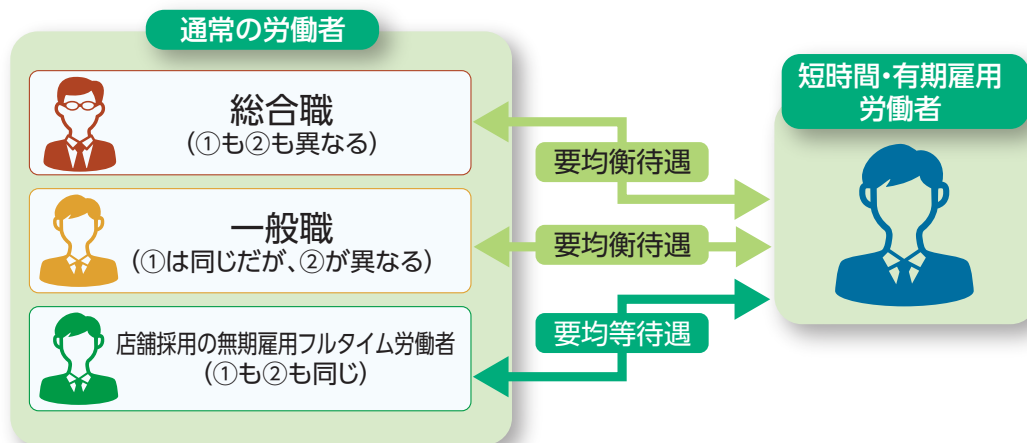 通常の労働者
総合職
(①も②も異なる)
一般職
(①は同じだが、②が異なる)
店舗採用の無期雇用フルタイム労働者
(①も②も同じ)
要均衡待遇
要均衡待遇
要均等待遇
短時間・有期雇用
労働者